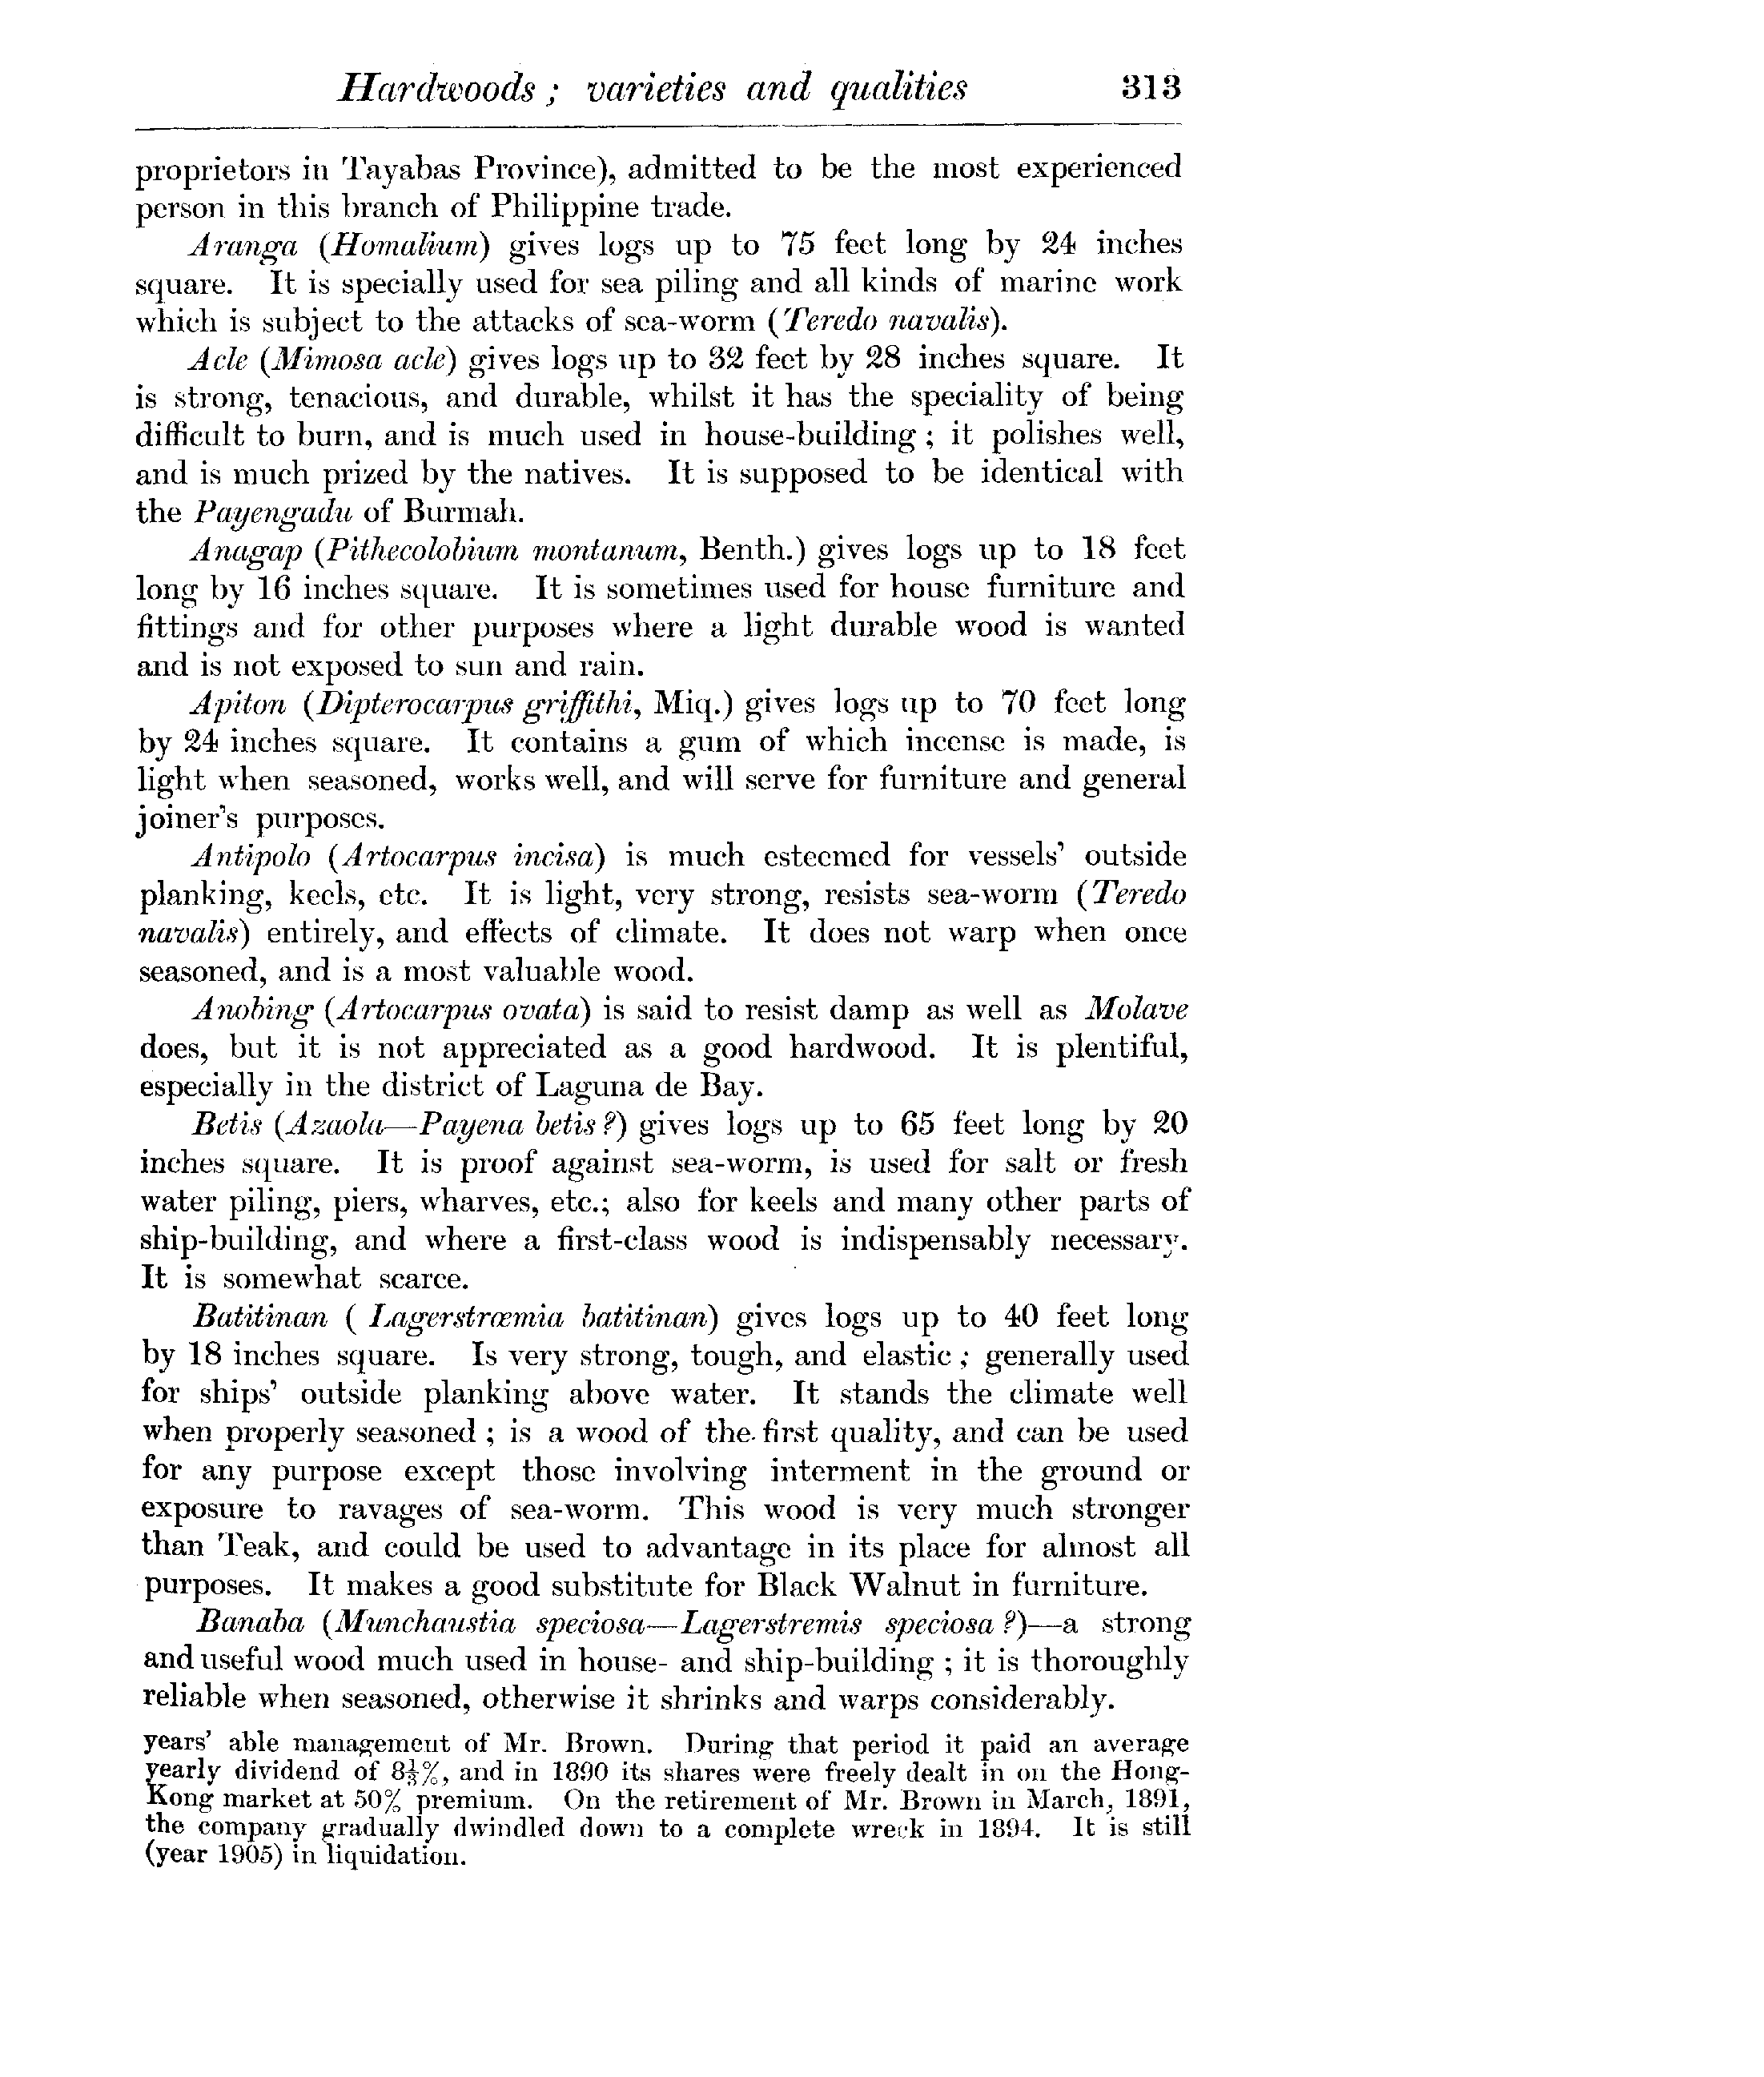 Hardwoods ; varieties and qualities 313
proprietors in Tayabas Province), admitted to be the most experienced
person in this branch of Philippine trade.
Aranga (Homalium) gives logs up to 75 feet long by 24 inches
square. It is specially used for sea piling and all kinds of marine work
which is subject to the attacks of sea-worm (Teredo navalis).
Acle (Mimosa acle) gives logs up to 32 feet by 28 inches square. It
is strong, tenacious, and durable, whilst it has the speciality of being
difficult to burn, and is much used in house-building ; it polishes well,
and is much prized by the natives. It is supposed to be identical with
the Payengadu of Burmah.
Anagap (Pithecolobium montanum, Benth.) gives logs up to 18 feet
long by 16 inches square. It is sometimes used for house furniture and
fittings and for other purposes where a light durable wood is wanted
and is not exposed to sun and rain.
Apiton (Dipterocarpus griffithi, Miq.) gives logs up to 70 feet long
by 24 inches square. It contains a gum of which incense is made, is
light when seasoned, works well, and will serve for furniture and general
joiner's purposes.
Antipolo (Artocarpus incisa) is much esteemed for vessels' outside
planking, keels, etc. It is light, very strong, resists sea-worm (Teredo
navalis) entirely, and effects of climate. It does not warp when once
seasoned, and is a most valuable wood.
Anobing (Artocarpus ovata) is said to resist damp as well as Molave
does, but it is not appreciated as a good hardwood. It is plentiful,
especially in the district of Laguna de Bay.
Betis (Azaola—Payena betis ?) gives logs up to 65 feet long by 20
inches square. It is proof against sea-worm, is used for salt or fresh
water piling, piers, wharves, etc.; also for keels and many other parts of
ship-building, and where a first-class wood is indispensably necessary.
It is somewhat scarce.
Batitinan ( Lagerstrœmia batitinan) gives logs up to 40 feet long
by 18 inches square. Is very strong, tough, and elastic ; generally used
for ships' outside planking above water. It stands the climate well
when properly seasoned ; is a wood of the first quality, and can be used
for any purpose except those involving interment in the ground or
exposure to ravages of sea-worm. This wood is very much stronger
than Teak, and could be used to advantage in its place for almost all
purposes. It makes a good substitute for Black Walnut in furniture.
Banaba (Munchaustia speciosa—Lagerstremis speciosa ?)—a strong
and useful wood much used in house- and ship-building ; it is thoroughly
reliable when seasoned, otherwise it shrinks and warps considerably.
years' able management of Mr. Brown. During that period it paid an average
yearly dividend of 8⅓%, and in 1890 its shares were freely dealt in on the Hong-
Kong market at 50% premium. On the retirement of Mr. Brown in March, 1891,
the company gradually dwindled down to a complete wreck in 1894. It is still
(year 1905) in liquidation.